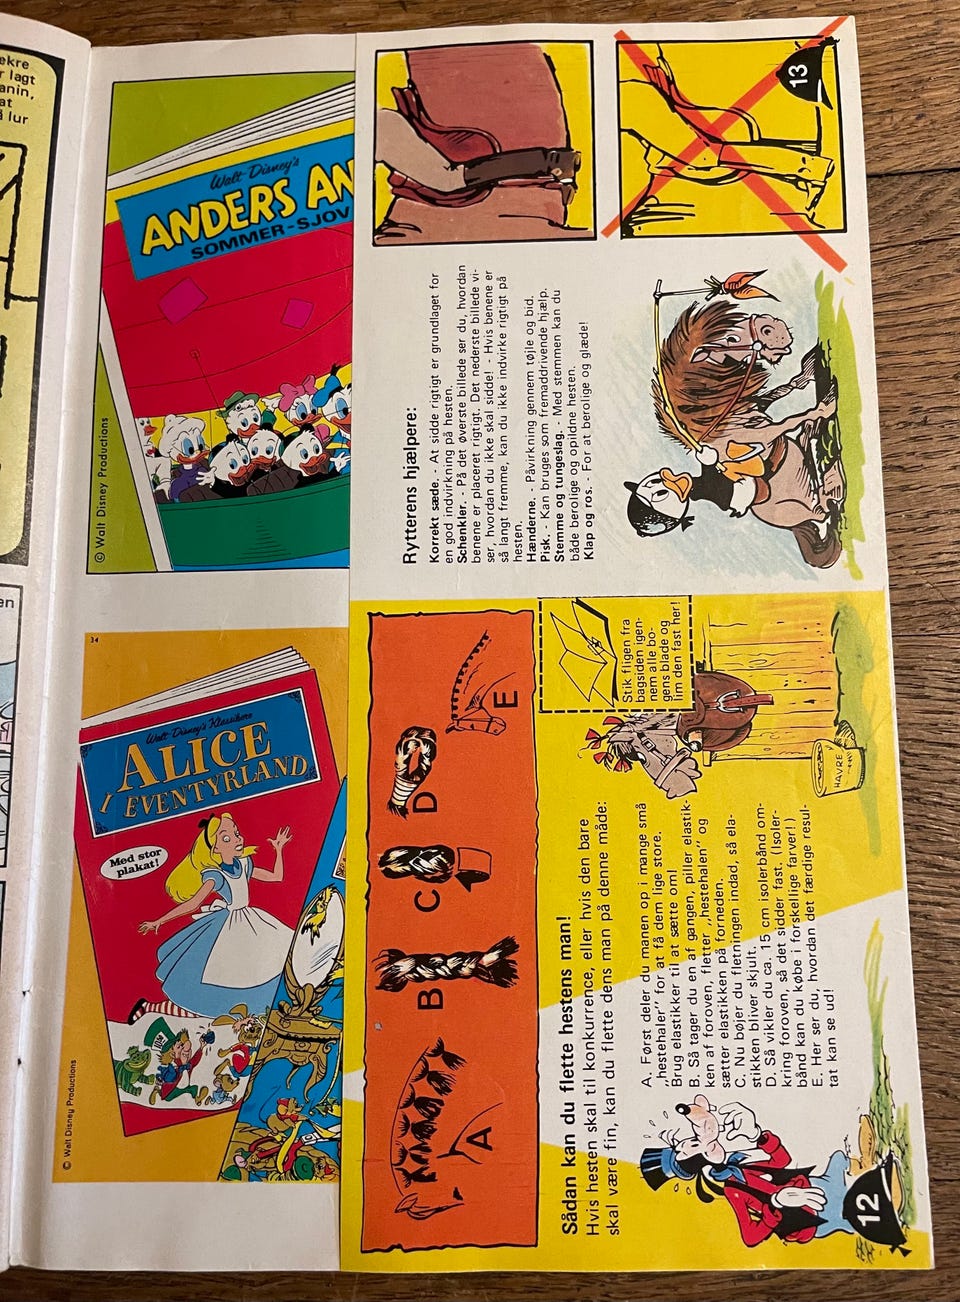 ekre
r lagt
anin,
at
å lur
en
© Walt Disney Productions
Walt Disney's
ANDERS AN
SOMMER-SJOV
34
© Walt Disney Productions
Walt Disney's Klassikere
ALICE
I EVENTYRLAND
Med stor
plakat!
13
Rytterens hjælpere:
Korrekt sæde. - At sidde rigtigt er grundlaget for
en god indvirkning på hesten.
Schenkler. - På det øverste billede ser du, hvordan
benene er placeret rigtigt. Det nederste billede vi-
ser, hvordan du ikke skal sidde! - Hvis benene er
så langt fremme, kan du ikke indvirke rigtigt på
hesten.
Hænderne. - Påvirkning gennem tøjle og bid.
Pisk. - Kan bruges som fremaddrivende hjælp.
Stemme og tungeslag. - Med stemmen kan du
både berolige og opildne hesten.
Klap og ros. - For at berolige og glæde!
A
B
C
D
E
Stik fligen fra
bagsiden igen-
nem alle bo-
gens blade og
lim den fast her!
Sådan kan du flette hestens man!
Hvis hesten skal til konkurrence, eller hvis den bare
skal være fin, kan du flette dens man på denne måde:
A. Først deler du manen op i mange små
„hestehaler" for at få dem lige store.
Brug elastikker til at sætte om!
B. Så tager du en af gangen, piller elastik-
ken af foroven, fletter „hestehalen" og
sætter elastikken på forneden.
C. Nu bøjer du fletningen indad, så ela-
stikken bliver skjult.
D. Så vikler du ca. 15 cm isolerbånd om-
kring foroven, så det sidder fast. (Isoler-
bånd kan du købe i forskellige farver!)
E. Her ser du, hvordan det færdige resul-
tat kan se ud!
HAVRE
12